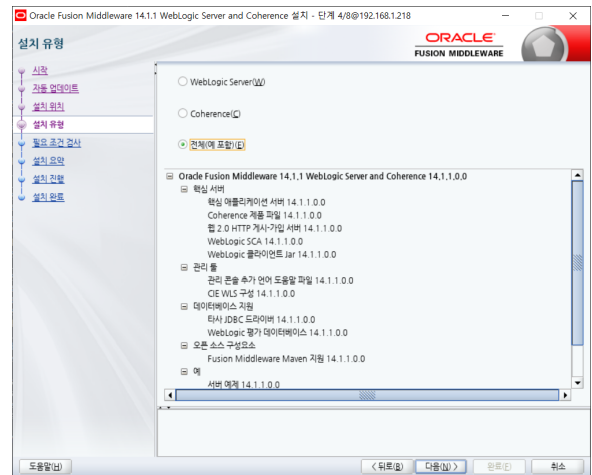 Oracle Fusion Middleware 14.1.1 WebLogic Server and Coherence 설치 - 단계 4/8@192.168.1.218
설치 유형
ORACLE
FUSION MIDDLEWARE
시작
자동 업데이트
설치 위치
설치 유형
필요 조건 검사
설치 요약
설치 진행
설치 완료
WebLogic Server(W)
Coherence(C)
전체(예 포함)(E)
Oracle Fusion Middleware 14.1.1 WebLogic Server and Coherence 14.1.1.0.0
핵심 서버
핵심 애플리케이션 서버 14.1.1.0.0
Coherence 제품 파일 14.1.1.0.0
웹 2.0 HTTP 게시-가입 서버 14.1.1.0.0
WebLogic SCA 14.1.1.0.0
WebLogic 클라이언트 Jar 14.1.1.0.0
관리 툴
관리 콘솔 추가 언어 도움말 파일 14.1.1.0.0
CIE WLS 구성 14.1.1.0.0
데이터베이스 지원
타사 JDBC 드라이버 14.1.1.0.0
WebLogic 평가 데이터베이스 14.1.1.0.0
오픈 소스 구성요소
Fusion Middleware Maven 지원 14.1.1.0.0
예
서버 예제 14.1.1.0.0
도움말(H)
< 뒤로(B)
다음(N) >
완료(F)
취소